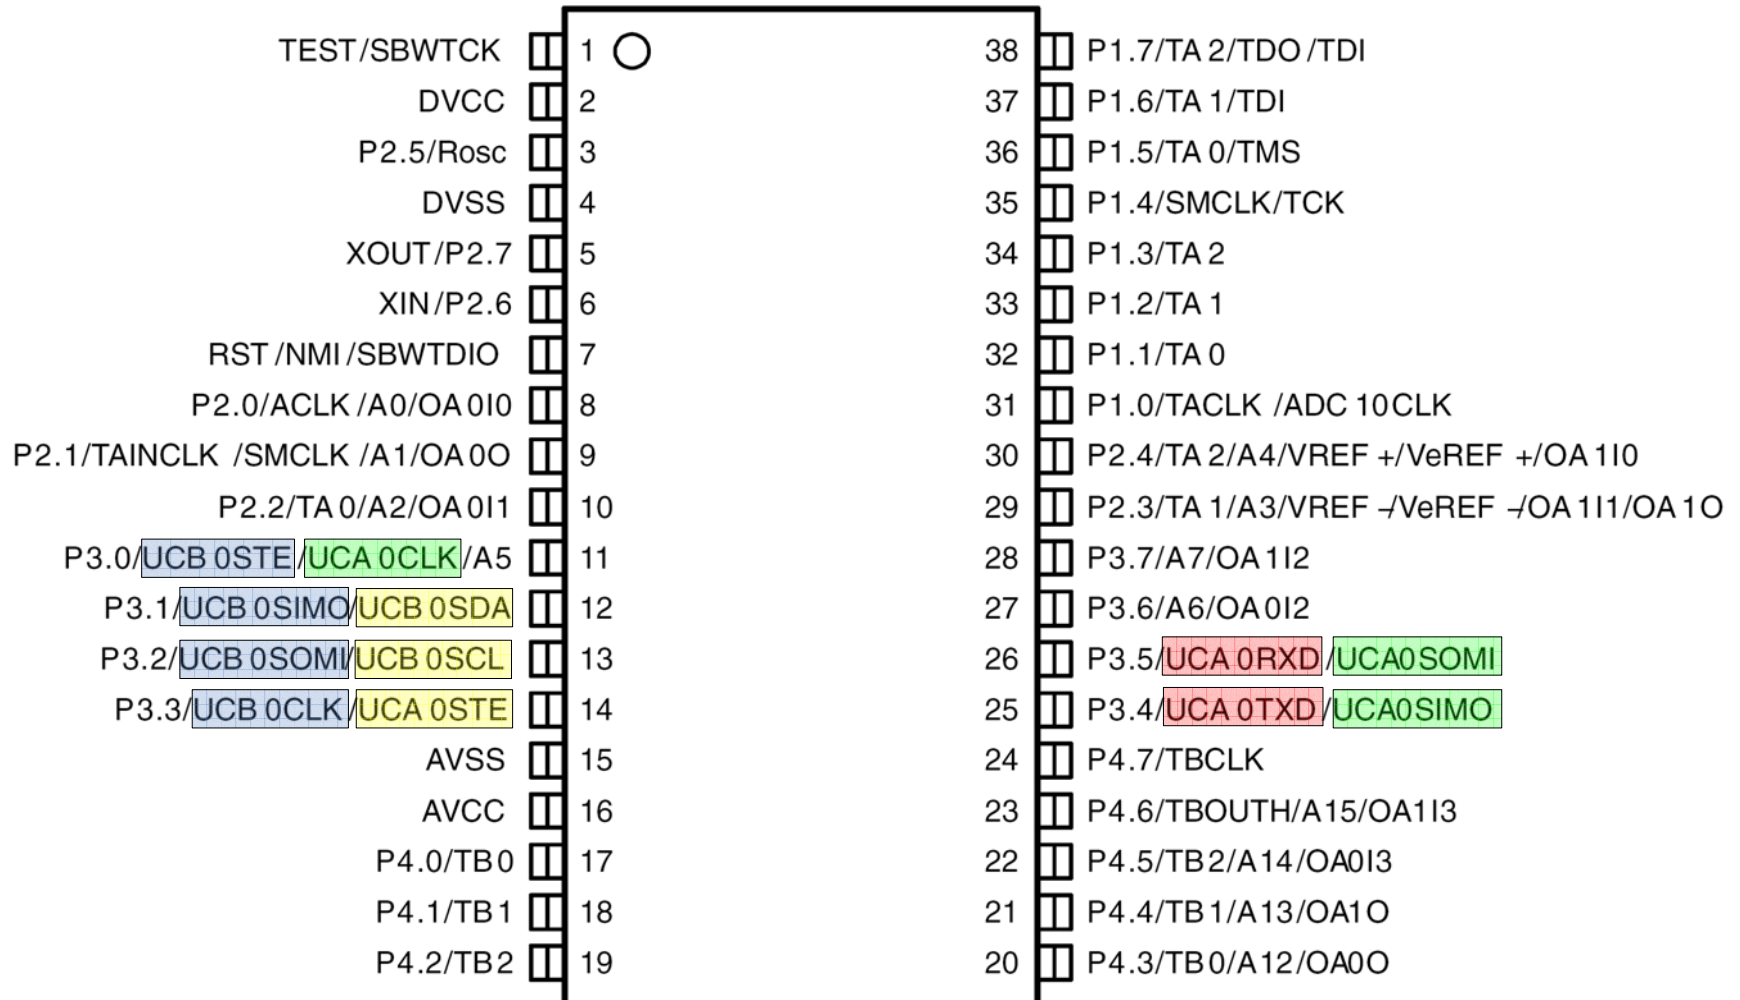 TEST/SBWTCK 1 38 P1.7/TA2/TDO/TDI
DVCC 2 37 P1.6/TA1/TDI
P2.5/Rosc 3 36 P1.5/TA0/TMS
DVSS 4 35 P1.4/SMCLK/TCK
XOUT/P2.7 5 34 P1.3/TA2
XIN/P2.6 6 33 P1.2/TA1
RST/NMI/SBWTDIO 7 32 P1.1/TA0
P2.0/ACLK/A0/OA0I0 8 31 P1.0/TACLK/ADC10CLK
P2.1/TAINCLK/SMCLK/A1/OA0O 9 30 P2.4/TA2/A4/VREF+/VeREF+/OA1I0
P2.2/TA0/A2/OA0I1 10 29 P2.3/TA1/A3/VREF-/VeREF-/OA1I1/OA1O
P3.0/UCB0STE/UCA0CLK/A5 11 28 P3.7/A7/OA1I2
P3.1/UCB0SIMO/UCB0SDA 12 27 P3.6/A6/OA0I2
P3.2/UCB0SOMI/UCB0SCL 13 26 P3.5/UCA0RXD/UCA0SOMI
P3.3/UCB0CLK/UCA0STE 14 25 P3.4/UCA0TXD/UCA0SIMO
AVSS 15 24 P4.7/TBCLK
AVCC 16 23 P4.6/TBOUTH/A15/OA1I3
P4.0/TB0 17 22 P4.5/TB2/A14/OA0I3
P4.1/TB1 18 21 P4.4/TB1/A13/OA1O
P4.2/TB2 19 20 P4.3/TB0/A12/OA0O